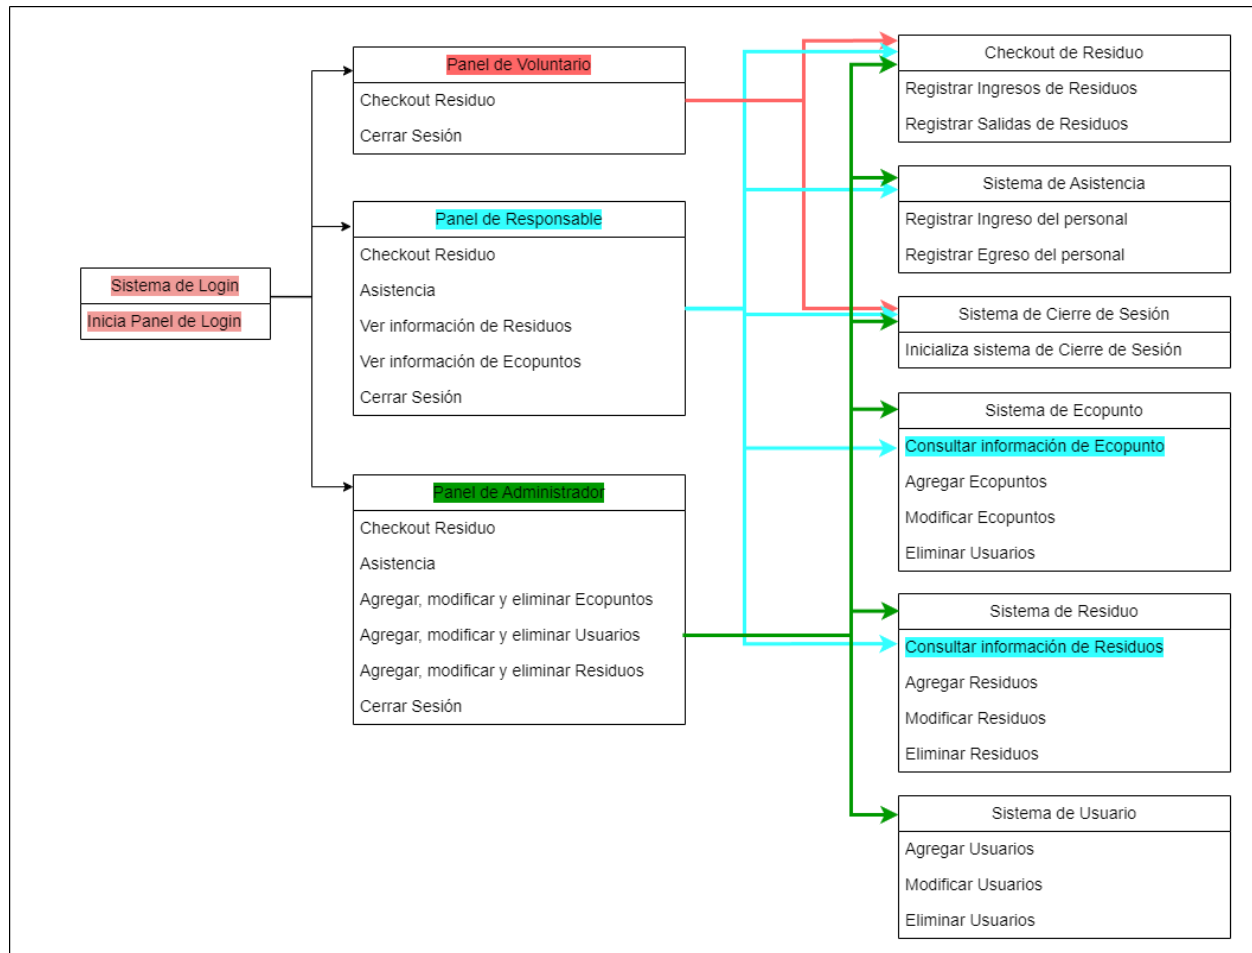 Sistema de Login
Inicia Panel de Login
Panel de Voluntario
Checkout Residuo
Cerrar Sesión
Panel de Responsable
Checkout Residuo
Asistencia
Ver información de Residuos
Ver información de Ecopuntos
Cerrar Sesión
Panel de Administrador
Checkout Residuo
Asistencia
Agregar, modificar y eliminar Ecopuntos
Agregar, modificar y eliminar Usuarios
Agregar, modificar y eliminar Residuos
Cerrar Sesión
Checkout de Residuo
Registrar Ingresos de Residuos
Registrar Salidas de Residuos
Sistema de Asistencia
Registrar Ingreso del personal
Registrar Egreso del personal
Sistema de Cierre de Sesión
Inicializa sistema de Cierre de Sesión
Sistema de Ecopunto
Consultar información de Ecopunto
Agregar Ecopuntos
Modificar Ecopuntos
Eliminar Usuarios
Sistema de Residuo
Consultar información de Residuos
Agregar Residuos
Modificar Residuos
Eliminar Residuos
Sistema de Usuario
Agregar Usuarios
Modificar Usuarios
Eliminar Usuarios